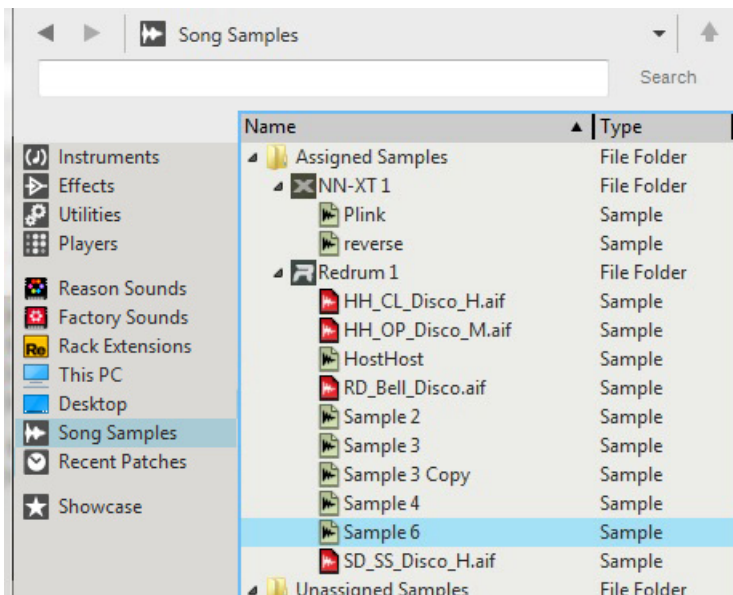 Song Samples
Search
Name Type
Instruments
Effects
Utilities
Players
Reason Sounds
Factory Sounds
Re Rack Extensions
This PC
Desktop
Song Samples
Recent Patches
Showcase
Assigned Samples File Folder
NN-XT 1 File Folder
Plink Sample
reverse Sample
Redrum 1 File Folder
HH_CL_Disco_H.aif Sample
HH_OP_Disco_M.aif Sample
HostHost Sample
RD_Bell_Disco.aif Sample
Sample 2 Sample
Sample 3 Sample
Sample 3 Copy Sample
Sample 4 Sample
Sample 6 Sample
SD_SS_Disco_H.aif Sample
Unassigned Samples File Folder